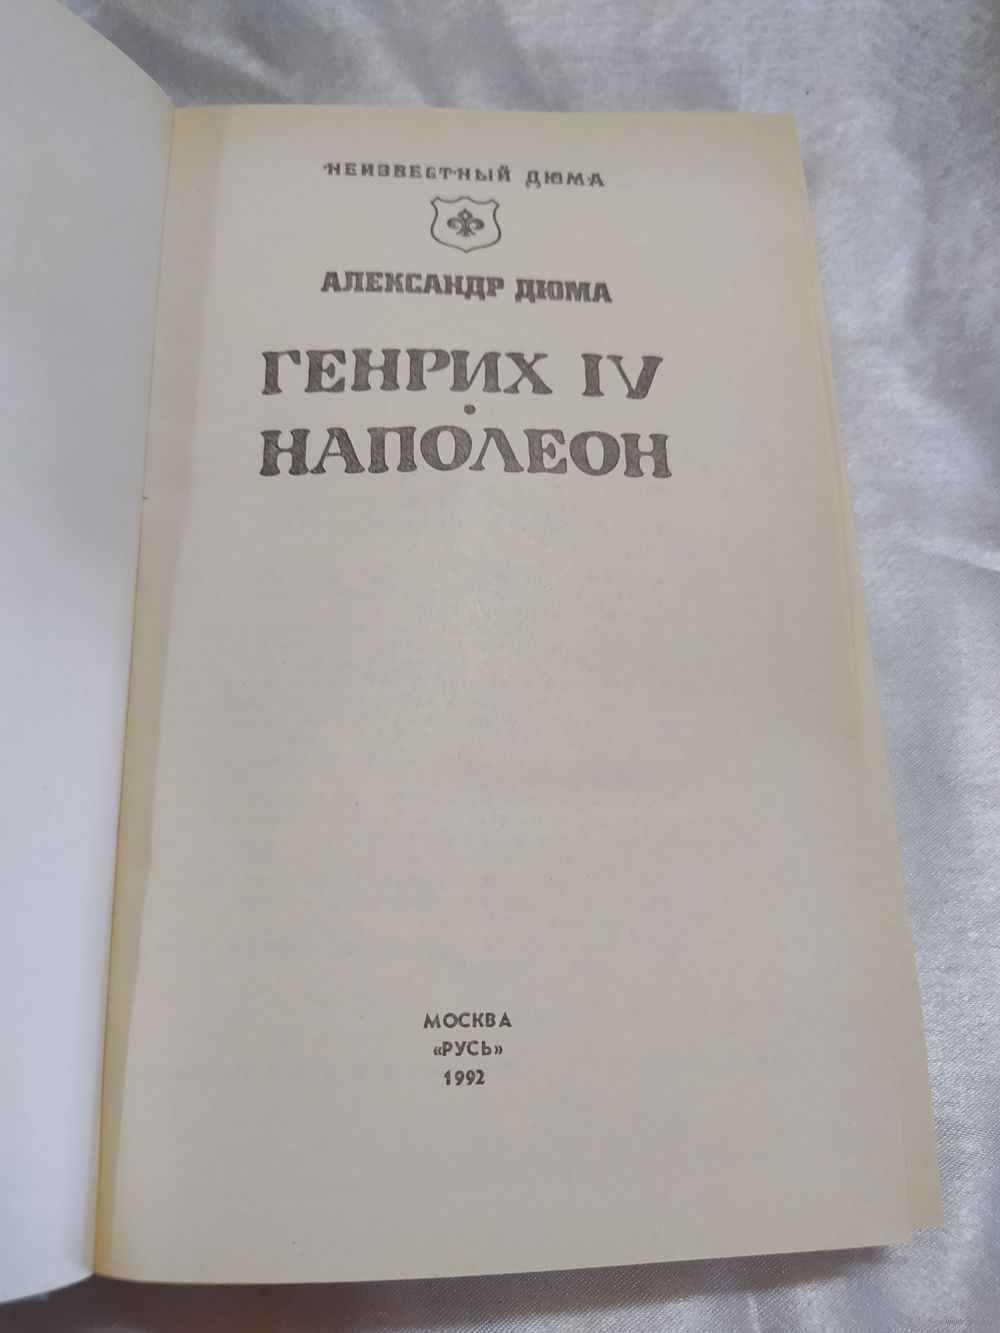 НЕИЗВЕСТНЫЙ ДЮМА
АЛЕКСАНДР ДЮМА
ГЕНРИХ IV
•
НАПОЛЕОН
МОСКВА
«РУСЬ»
1992